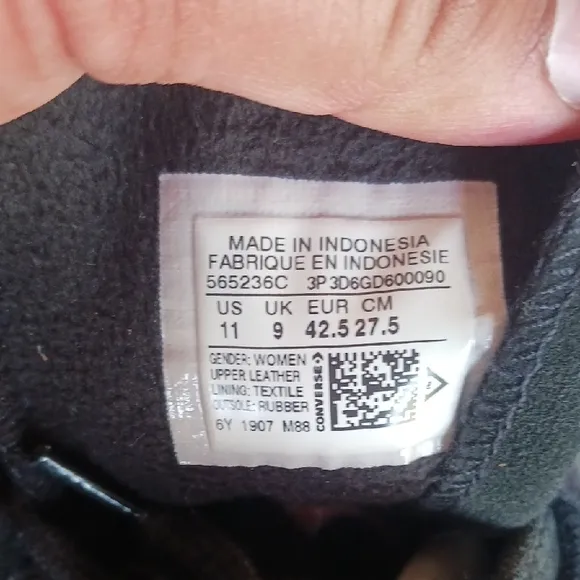 MADE IN INDONESIA
FABRIQUE EN INDONESIE
565236C 3P3D6GD600090
US UK EUR CM
11 9 42.5 27.5
GENDER: WOMEN
UPPER LEATHER
LINING: TEXTILE
OUTSOLE: RUBBER
CONVERSE
6Y 1907 M88